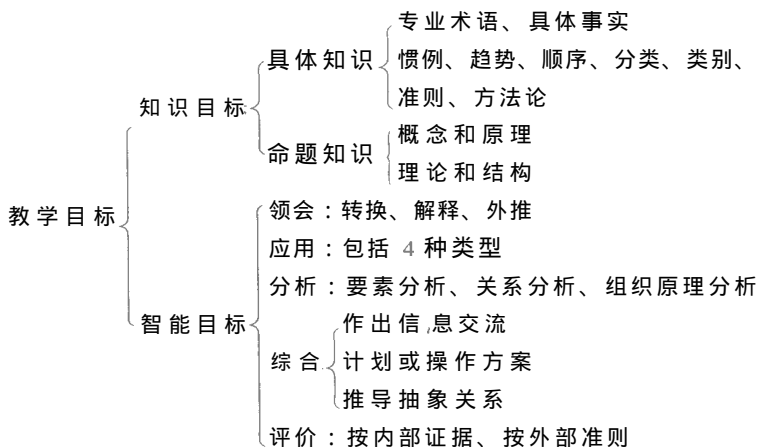 专业术语、具体事实
具体知识
惯例、趋势、顺序、分类、类别、
准则、方法论
知识目标
概念和原理
命题知识
理论和结构
教学目标
领会：转换、解释、外推
应用：包括 4 种类型
分析：要素分析、关系分析、组织原理分析
智能目标
作出信息交流
综合
计划或操作方案
推导抽象关系
评价：按内部证据、按外部准则